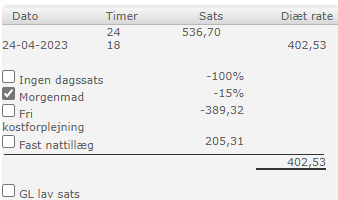 Dato Timer Sats Diæt rate
24 536,70
24-04-2023 18 402,53
Ingen dagssats -100%
Morgenmad -15%
Fri -389,32
kostforplejning
Fast nattillæg 205,31
402,53
GL lav sats